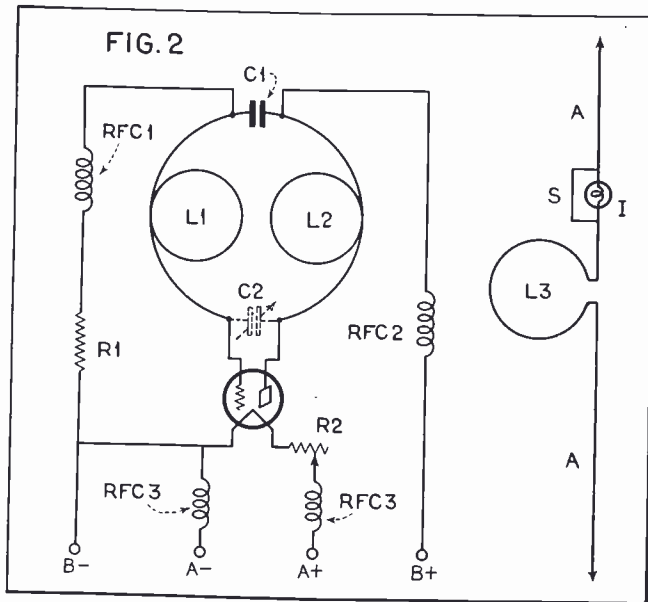 FIG. 2
C1
RFC1
A
L1
L2
S
I
C2
L3
R1
RFC2
R2
A
RFC3
RFC3
B-
A-
A+
B+